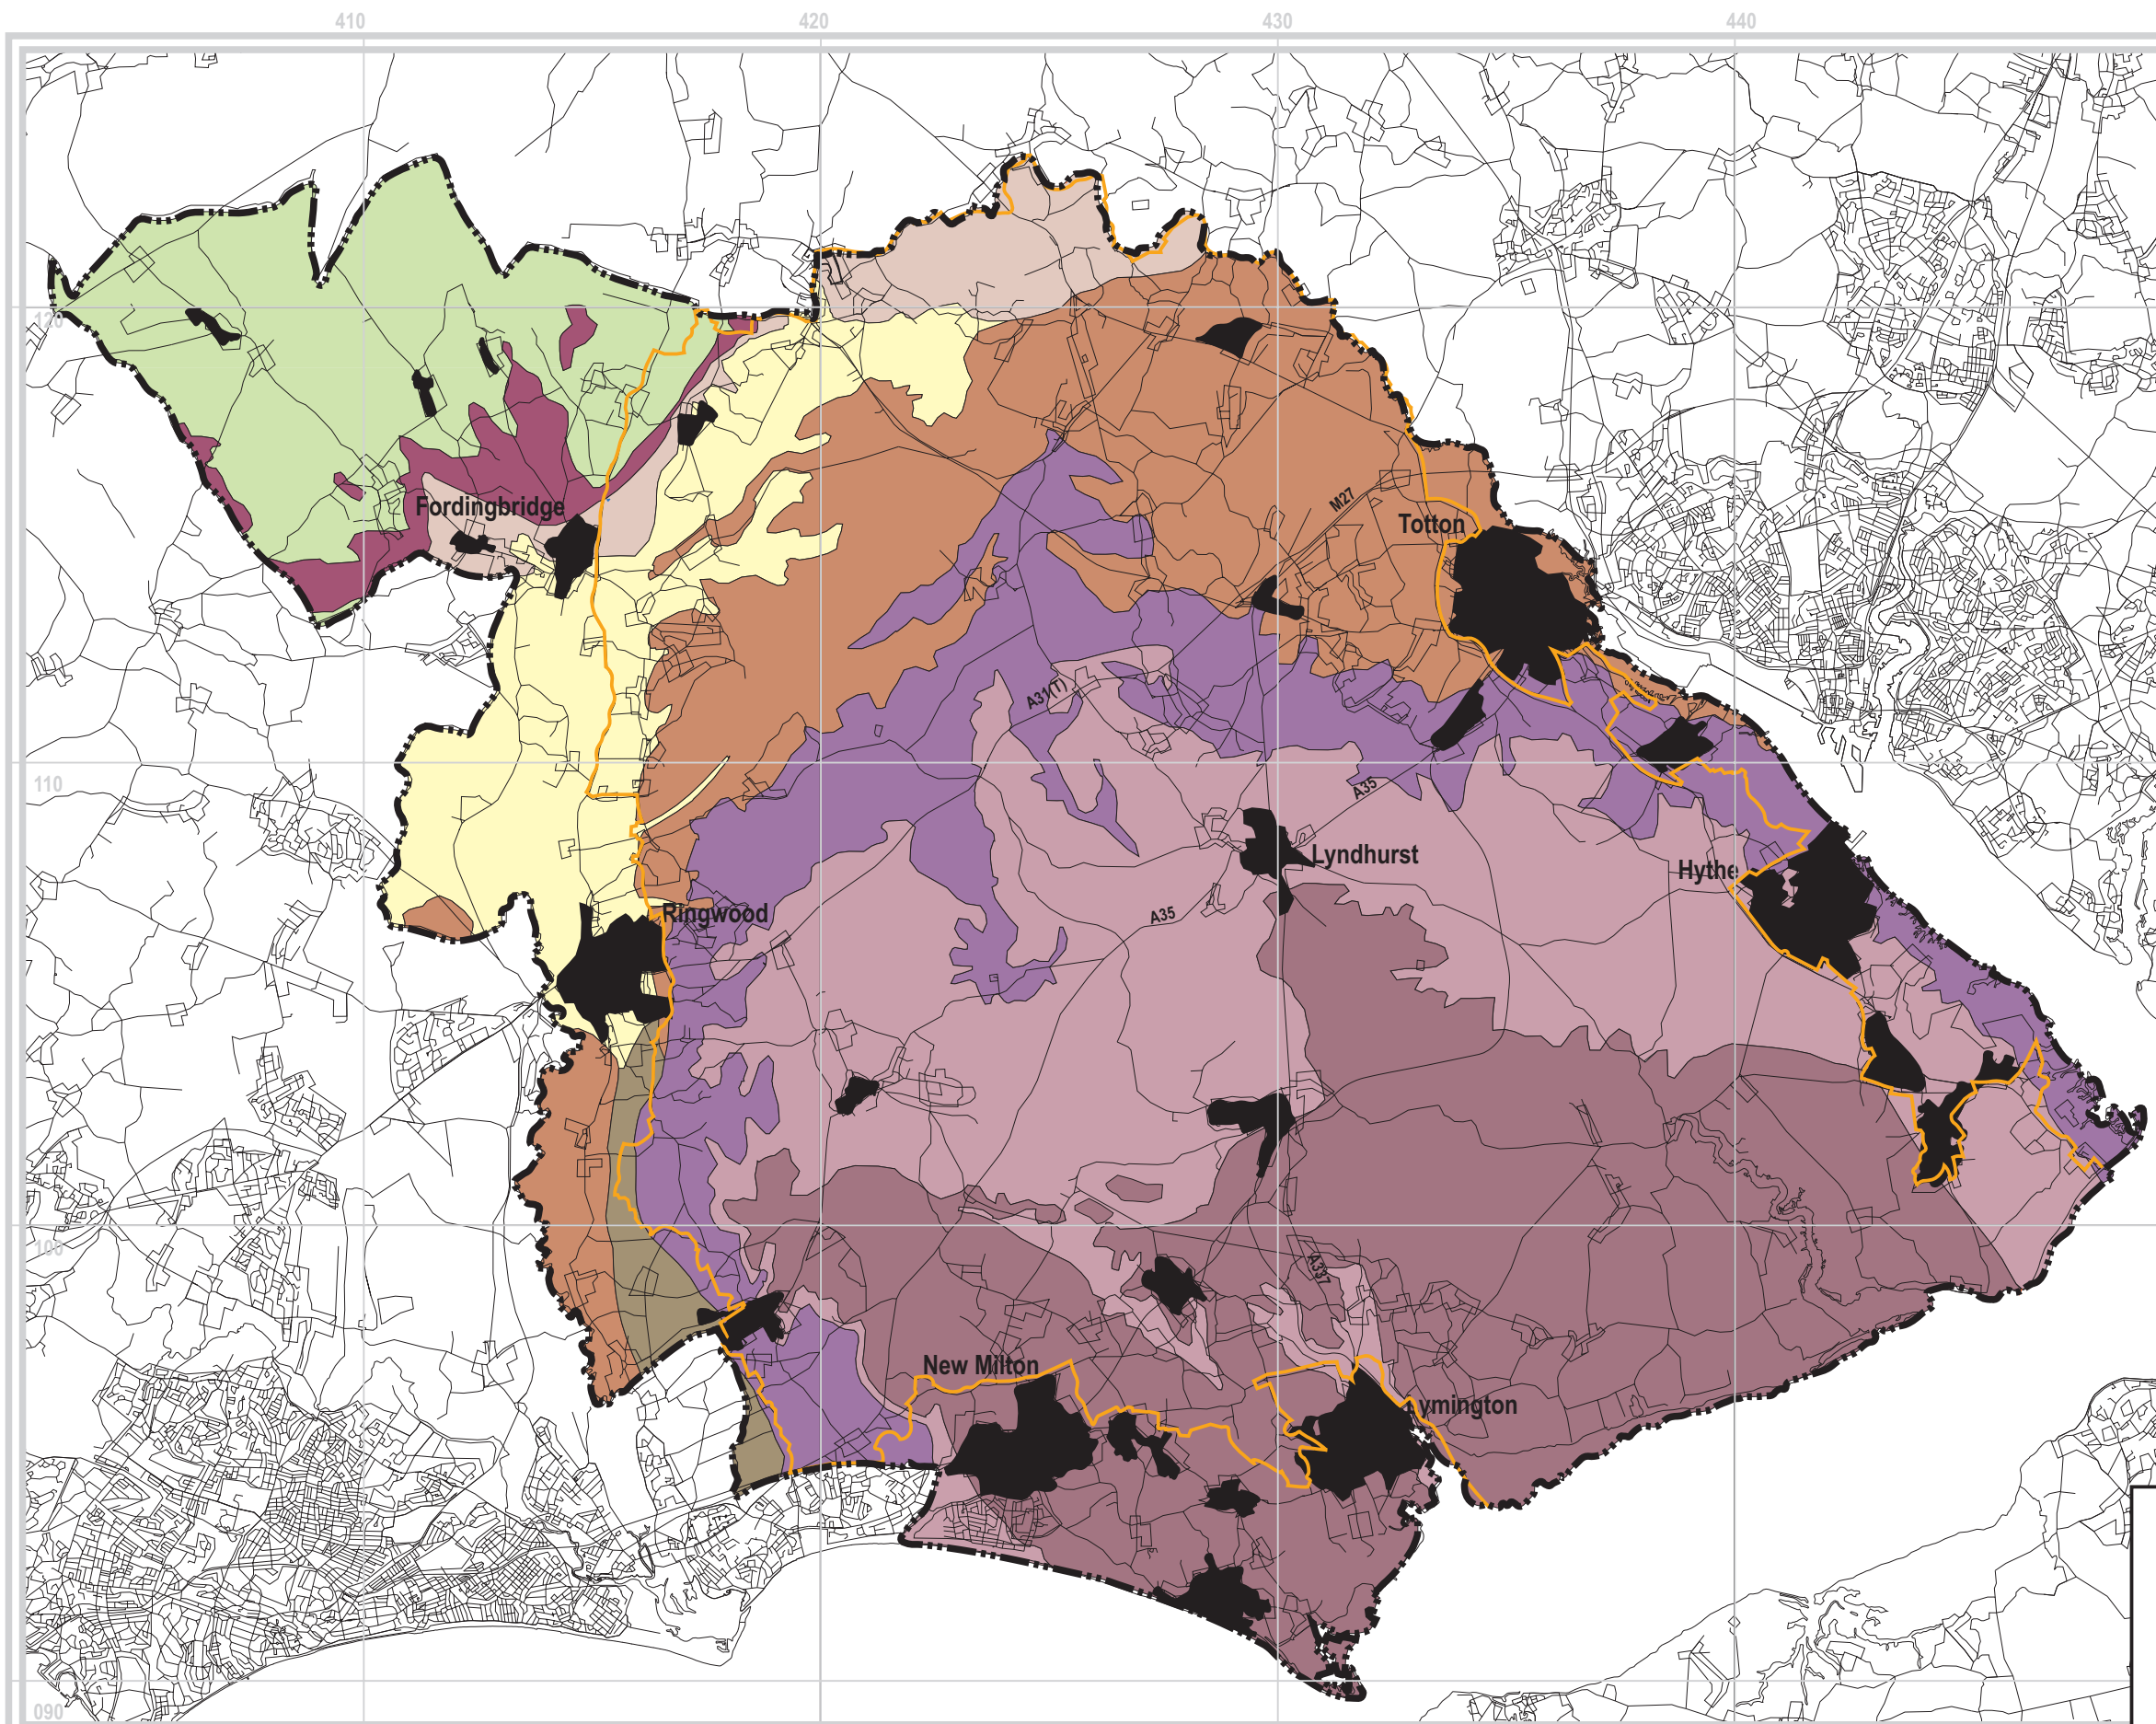 410
420
430
440
120
Fordingbridge
M27
Totton
A31(T)
110
A35
Lyndhurst
Hythe
A35
Ringwood
100
A337
New Milton
ymington
090